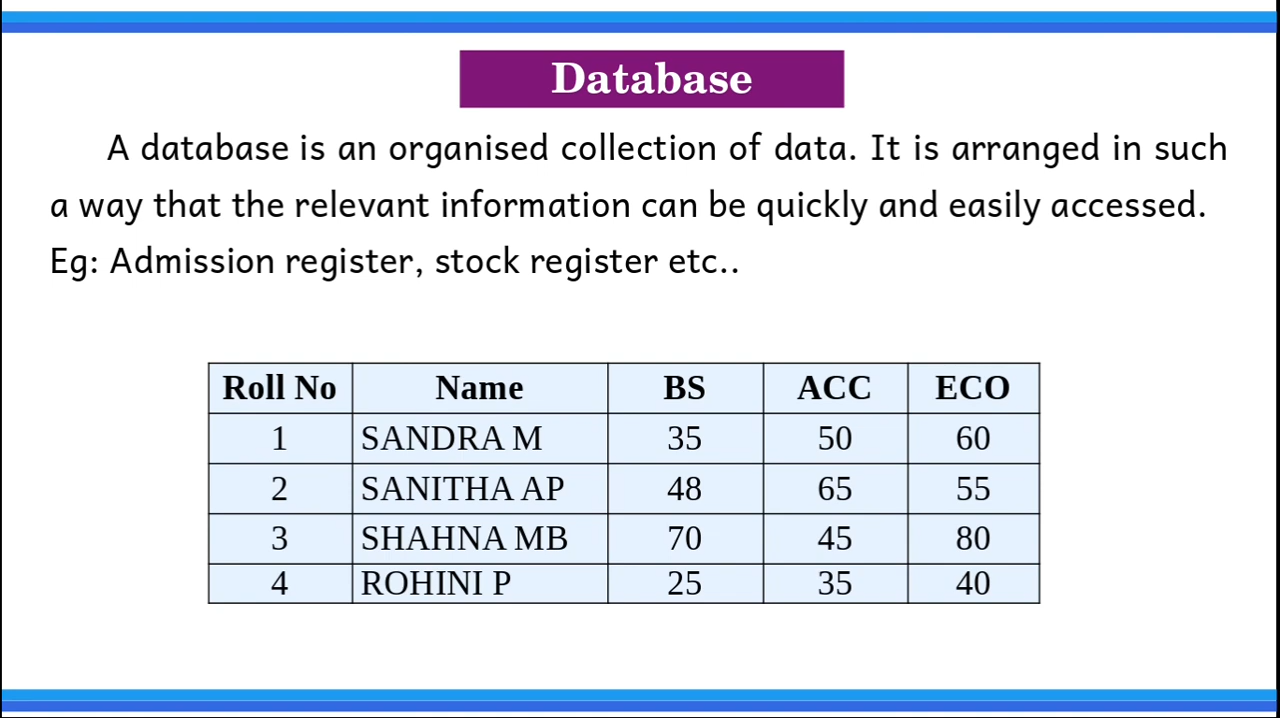 Database
A database is an organised collection of data. It is arranged in such
a way that the relevant information can be quickly and easily accessed.
Eg: Admission register, stock register etc..
Roll No Name BS ACC ECO
1 SANDRA M 35 50 60
2 SANITHA AP 48 65 55
3 SHAHNA MB 70 45 80
4 ROHINI P 25 35 40